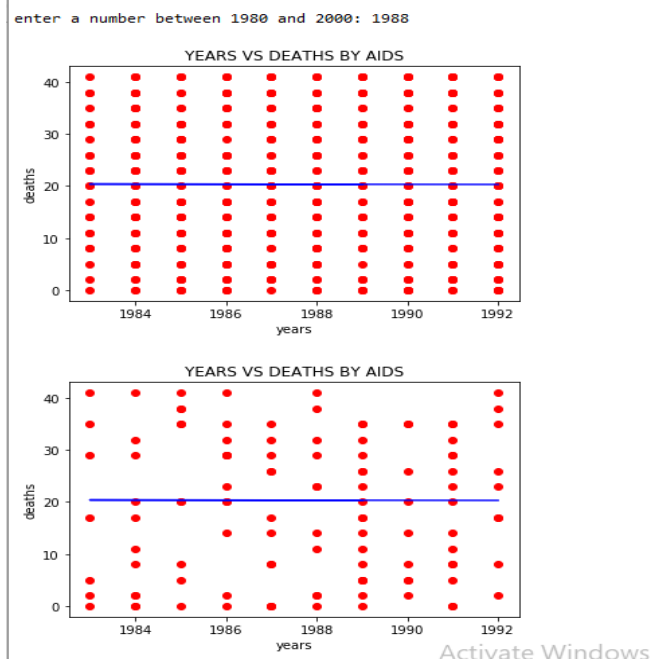 enter a number between 1980 and 2000: 1988
YEARS VS DEATHS BY AIDS
40
30
20
10
0
deaths
1984 1986 1988 1990 1992
years
YEARS VS DEATHS BY AIDS
40
30
20
10
0
deaths
1984 1986 1988 1990 1992
years
Activate Windows